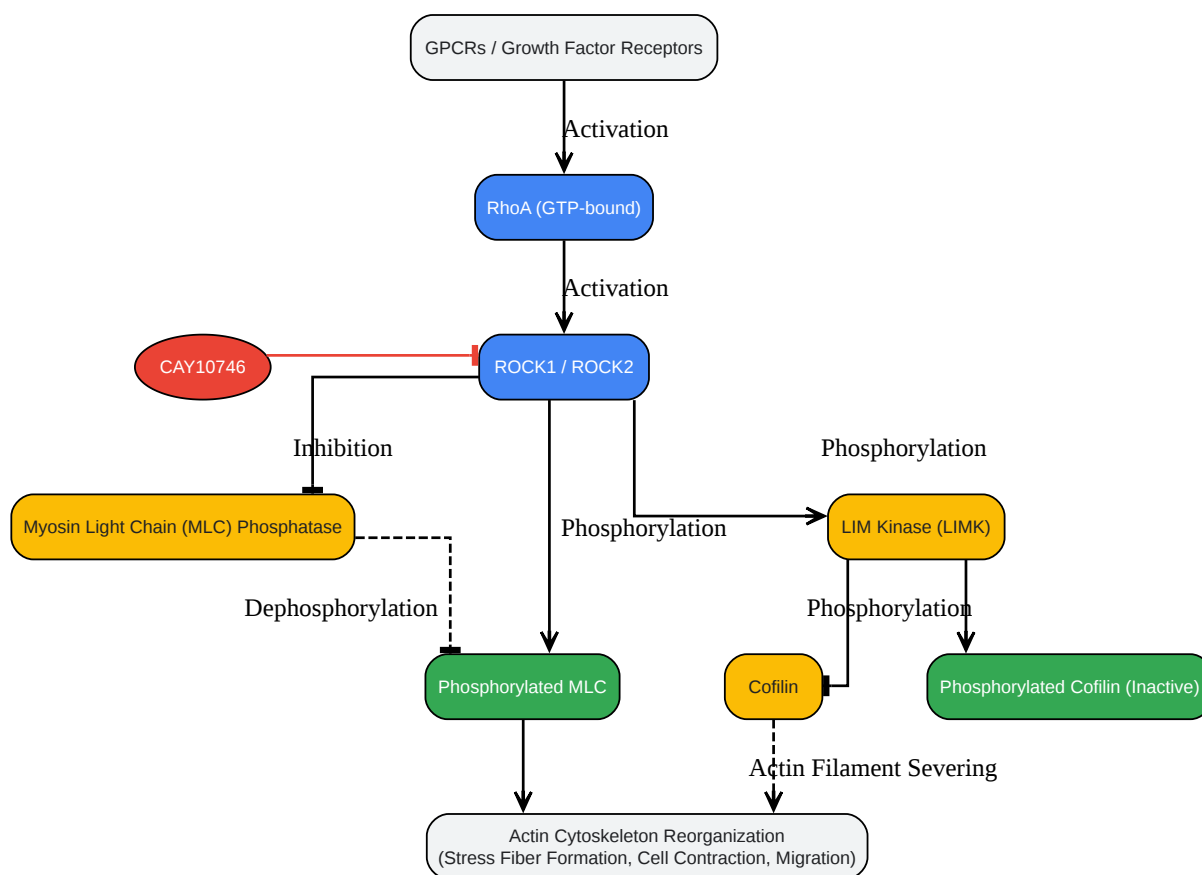 GPCRs / Growth Factor Receptors
Activation
RhoA (GTP-bound)
Activation
CAY10746
ROCK1 / ROCK2
Inhibition
Phosphorylation
Myosin Light Chain (MLC) Phosphatase
Phosphorylation
LIM Kinase (LIMK)
Dephosphorylation
Phosphorylation
Phosphorylated MLC
Cofilin
Phosphorylated Cofilin (Inactive)
Actin Filament Severing
Actin Cytoskeleton Reorganization
(Stress Fiber Formation, Cell Contraction, Migration)